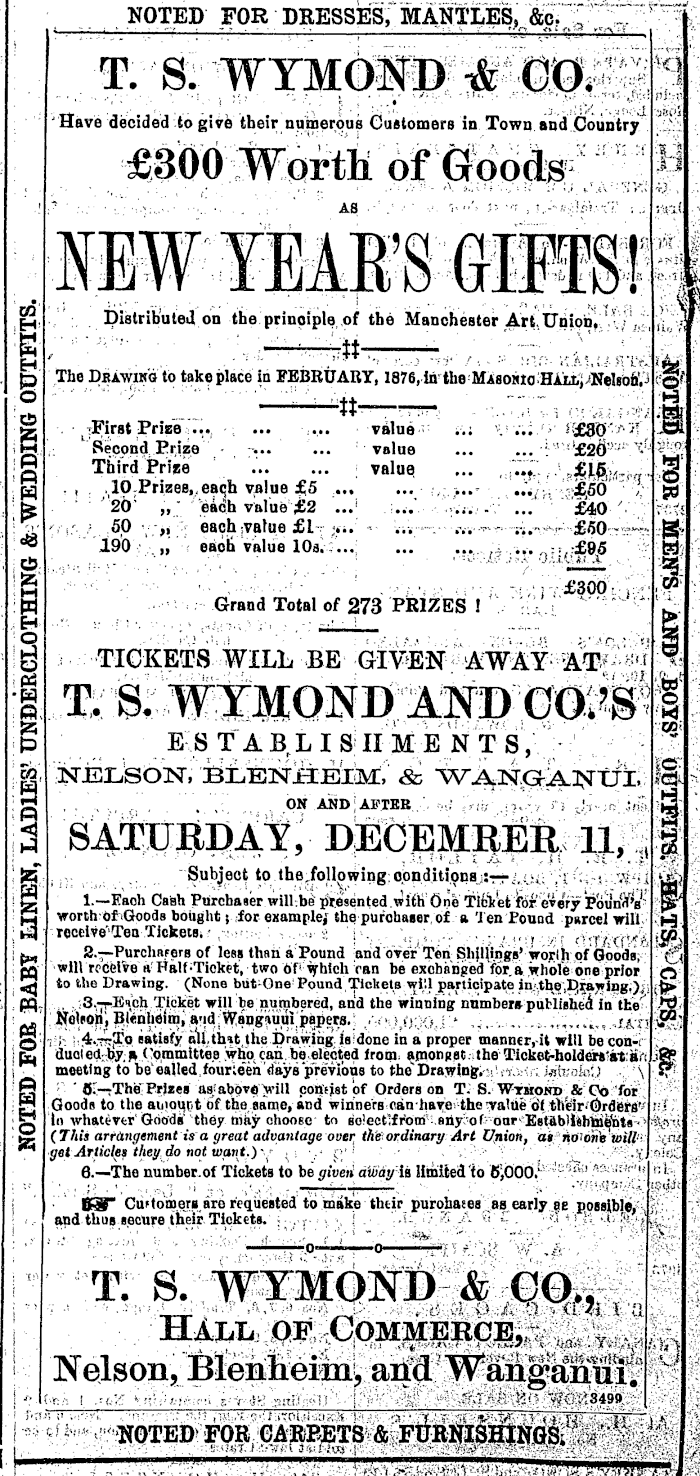 NOTED FOR DRESSES, MANTLES, &c.
T. S. WYMOND & CO.
Have decided to give their numerous Customers in Town and Country
£300 Worth of Goods
AS
NEW YEAR'S GIFTS!
Distributed on the principle of the Manchester Art Union.
‡‡
The DRAWING to take place in FEBRUARY, 1876, in the MASONIC HALL, Nelson.
‡‡
First Prize ... ... ... value ... ... £30
Second Prize ... ... value ... ... £20
Third Prize ... ... value ... ... £15
10 Prizes, each value £5 ... ... ... ... £50
20 „ each value £2 ... ... ... ... £40
50 „ each value £1 ... ... ... ... £50
190 „ each value 10s. ... ... ... ... £95
£300
Grand Total of 273 PRIZES !
TICKETS WILL BE GIVEN AWAY AT
T. S. WYMOND AND CO.'S
ESTABLISHMENTS,
NELSON, BLENHEIM, & WANGANUI,
ON AND AFTER
SATURDAY, DECEMRER 11,
Subject to the following conditions :—
1.—Each Cash Purchaser will be presented with One Ticket for every Pound's
worth of Goods bought ; for example, the purchaser of a Ten Pound parcel will
receive Ten Tickets.
2.—Purchasers of less than a Pound and over Ten Shillings' worth of Goods,
will receive a Half-Ticket, two of which can be exchanged for a whole one prior
to the Drawing. (None but One Pound Tickets will participate in the Drawing.)
3.—Each Ticket will be numbered, and the winning numbers published in the
Nelson, Blenheim, and Wanganui papers.
4.—To satisfy all that the Drawing is done in a proper manner, it will be con-
ducted by a Committee who can be elected from amongst the Ticket-holders at a
meeting to be called fourteen days previous to the Drawing.
5.—The Prizes as above will consist of Orders on T. S. WYMOND & Co for
Goods to the amount of the same, and winners can have the value of their Orders
in whatever Goods they may choose to select from any of our Establishments
(This arrangement is a great advantage over the ordinary Art Union, as no one will
get Articles they do not want.)
6.—The number of Tickets to be given away is limited to 5,000.
☞ Customers are requested to make their purchases as early as possible,
and thus secure their Tickets.
T. S. WYMOND & CO.,
HALL OF COMMERCE,
Nelson, Blenheim, and Wanganui.
3499
NOTED FOR CARPETS & FURNISHINGS.
NOTED FOR BABY LINEN, LADIES' UNDERCLOTHING & WEDDING OUTFITS.
NOTED FOR MEN'S AND BOYS' OUTFITS, HATS, CAPS, &c.